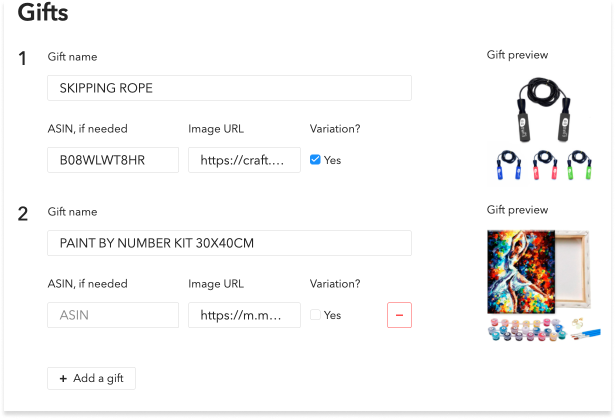 Gifts
1
Gift name
Gift preview
SKIPPING ROPE
ASIN, if needed
Image URL
Variation?
B08WLWT8HR
https://craft....
Yes
2
Gift name
Gift preview
PAINT BY NUMBER KIT 30X40CM
ASIN, if needed
Image URL
Variation?
ASIN
https://m.m...
Yes
+ Add a gift